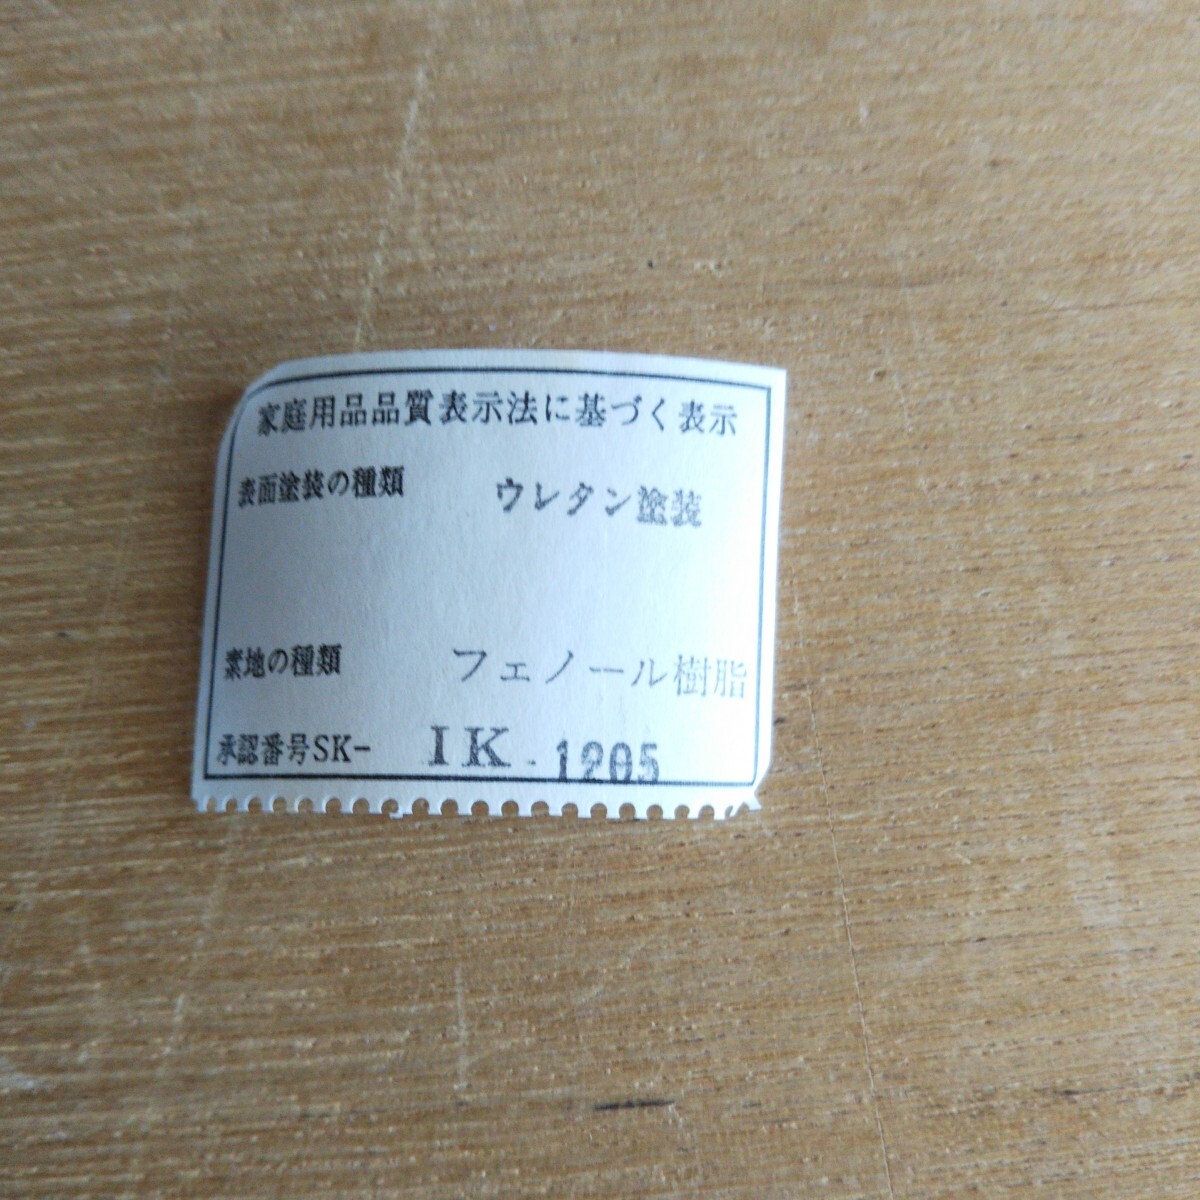 家庭用品品質表示法に基づく表示
表面塗装の種類 ウレタン塗装
素地の種類 フェノール樹脂
承認番号SK- IK-1205